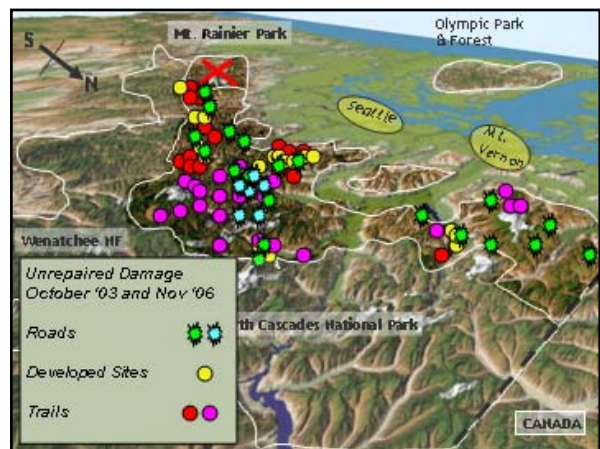 Olympic Park
& Forest
Mt. Rainier Park
S
N
Seattle
Mt.
Vernon
Wenatchee NF
Unrepaired Damage
October '03 and Nov '06
Roads
Developed Sites
Trails
rth Cascades National Park
CANADA